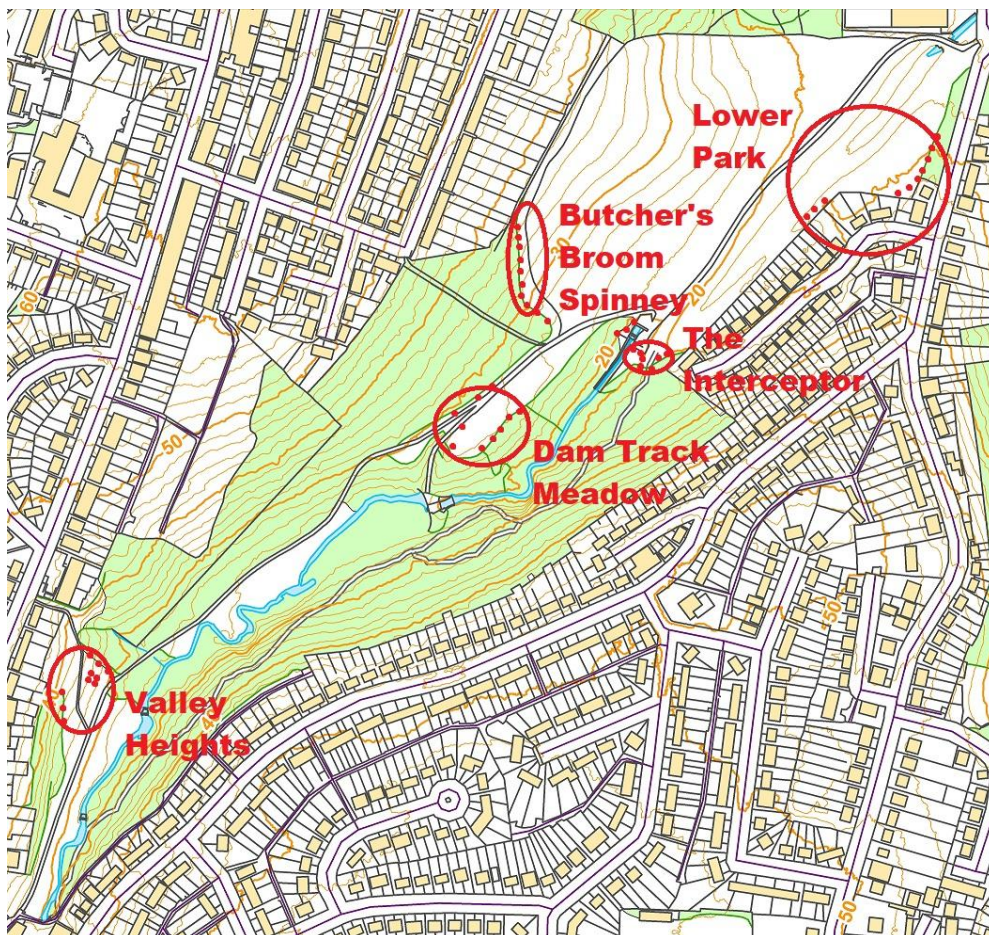 Lower
Park
Butcher's
Broom
Spinney
30
20
20
The
Interceptor
Dam Track
Meadow
60
50
50
50
Valley
Heights